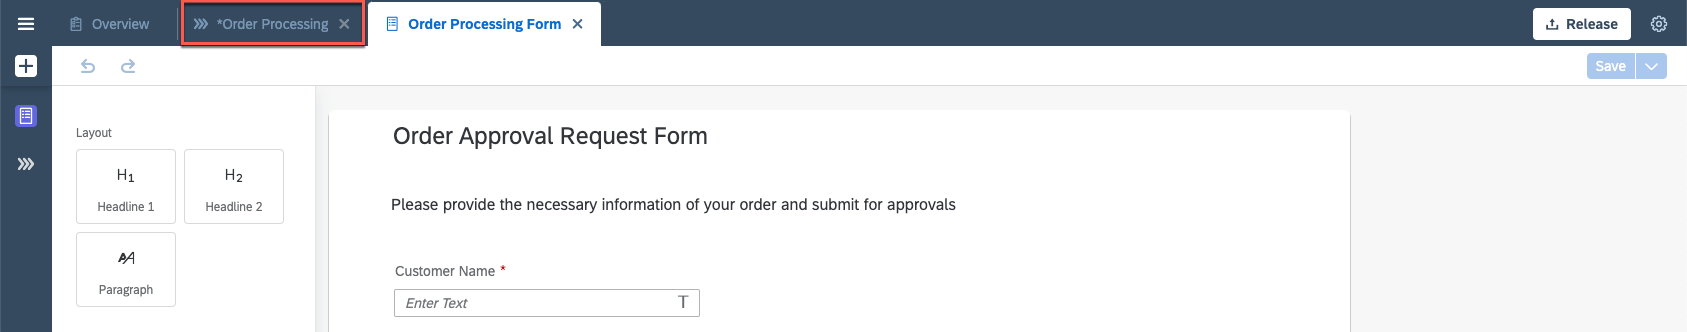 Overview
*Order Processing
Order Processing Form
Release
Save
Layout
H1
Headline 1
H2
Headline 2
Paragraph
Order Approval Request Form
Please provide the necessary information of your order and submit for approvals
Customer Name *
Enter Text T